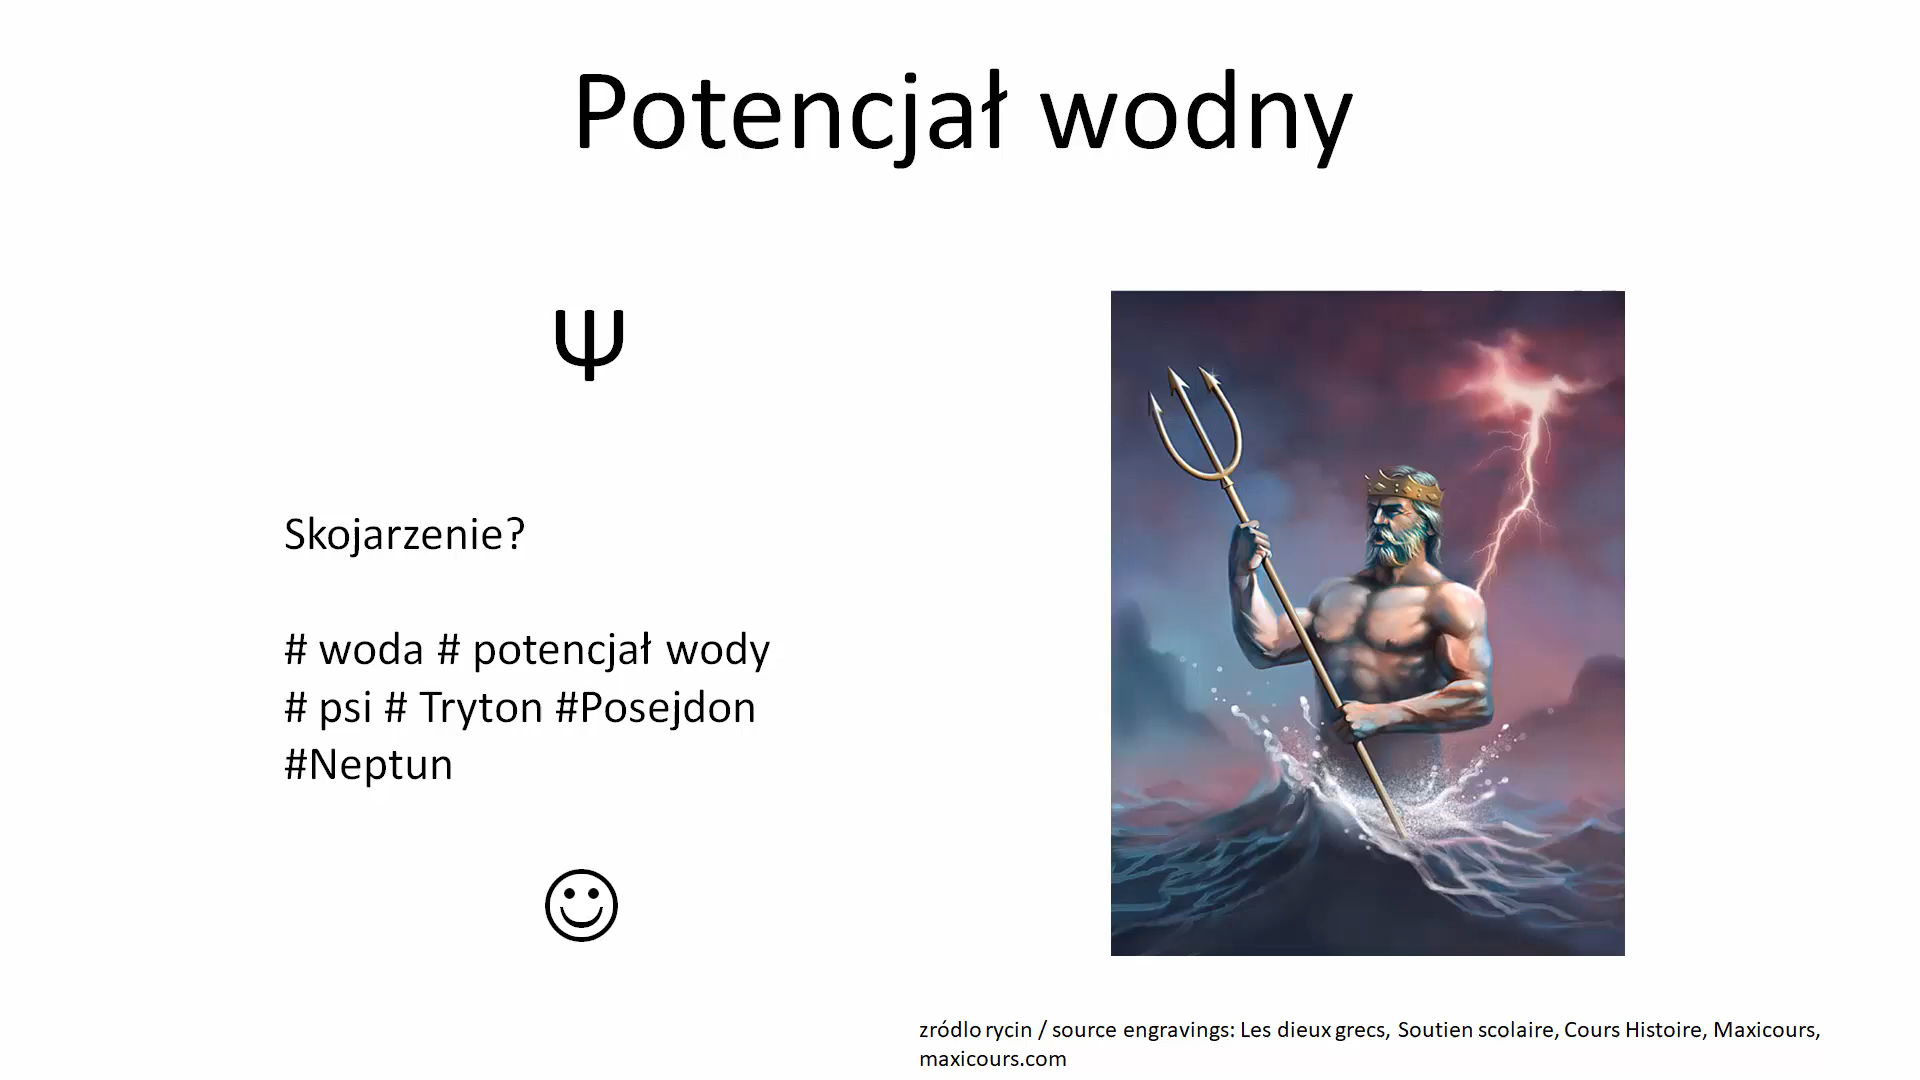 Potencjał wodny
ψ
Skojarzenie?
# woda # potencjał wody
# psi # Tryton #Posejdon
#Neptun
zródlo rycin / source engravings: Les dieux grecs, Soutien scolaire, Cours Histoire, Maxicours,
maxicours.com